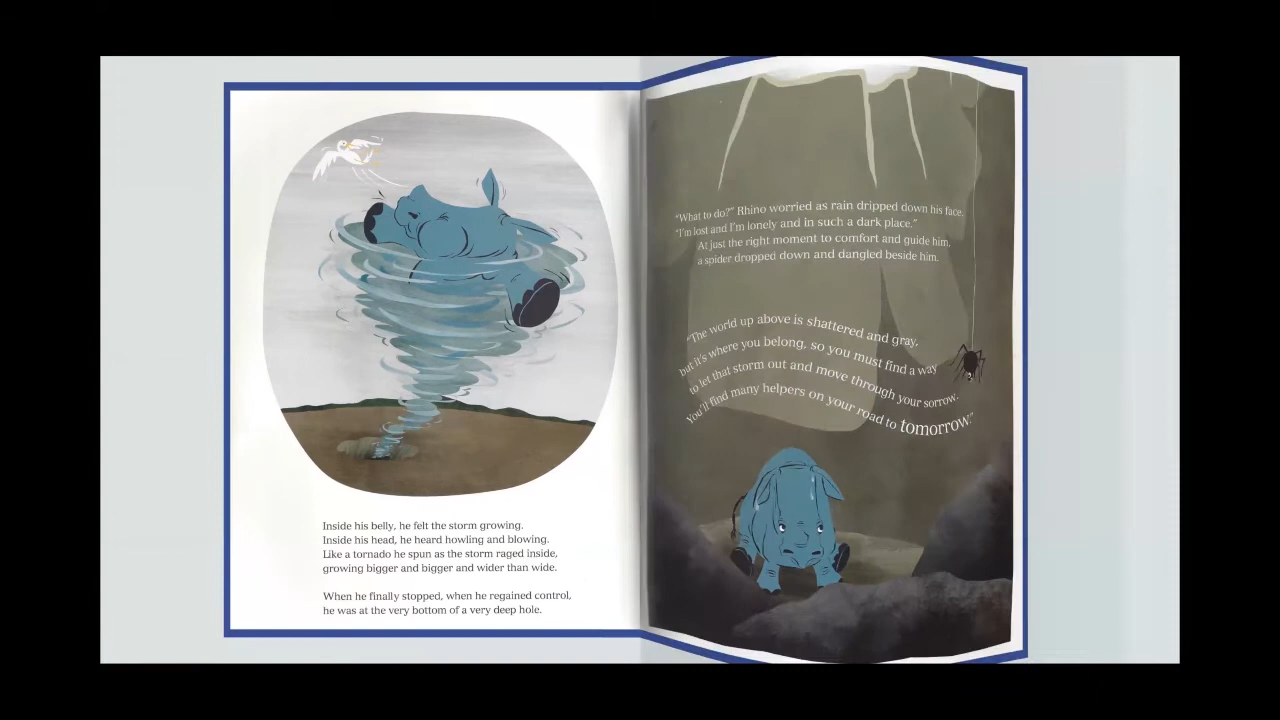 Inside his belly, he felt the storm growing.
Inside his head, he heard howling and blowing.
Like a tornado he spun as the storm raged inside,
growing bigger and bigger and wider than wide.
When he finally stopped, when he regained control,
he was at the very bottom of a very deep hole.
“What to do?” Rhino worried as rain dripped down his face.
“I’m lost and I’m lonely and in such a dark place.”
At just the right moment to comfort and guide him,
a spider dropped down and dangled beside him.
“The world up above is shattered and gray,
but it’s where you belong, so you must find a way
to let that storm out and move through your sorrow.
You’ll find many helpers on your road to tomorrow.”